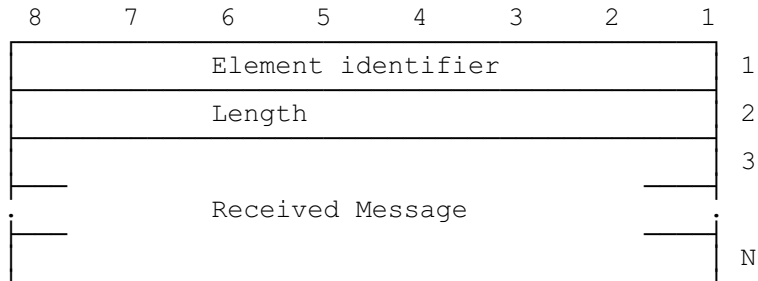 8 7 6 5 4 3 2 1
Element identifier 1
Length 2
3
Received Message
N